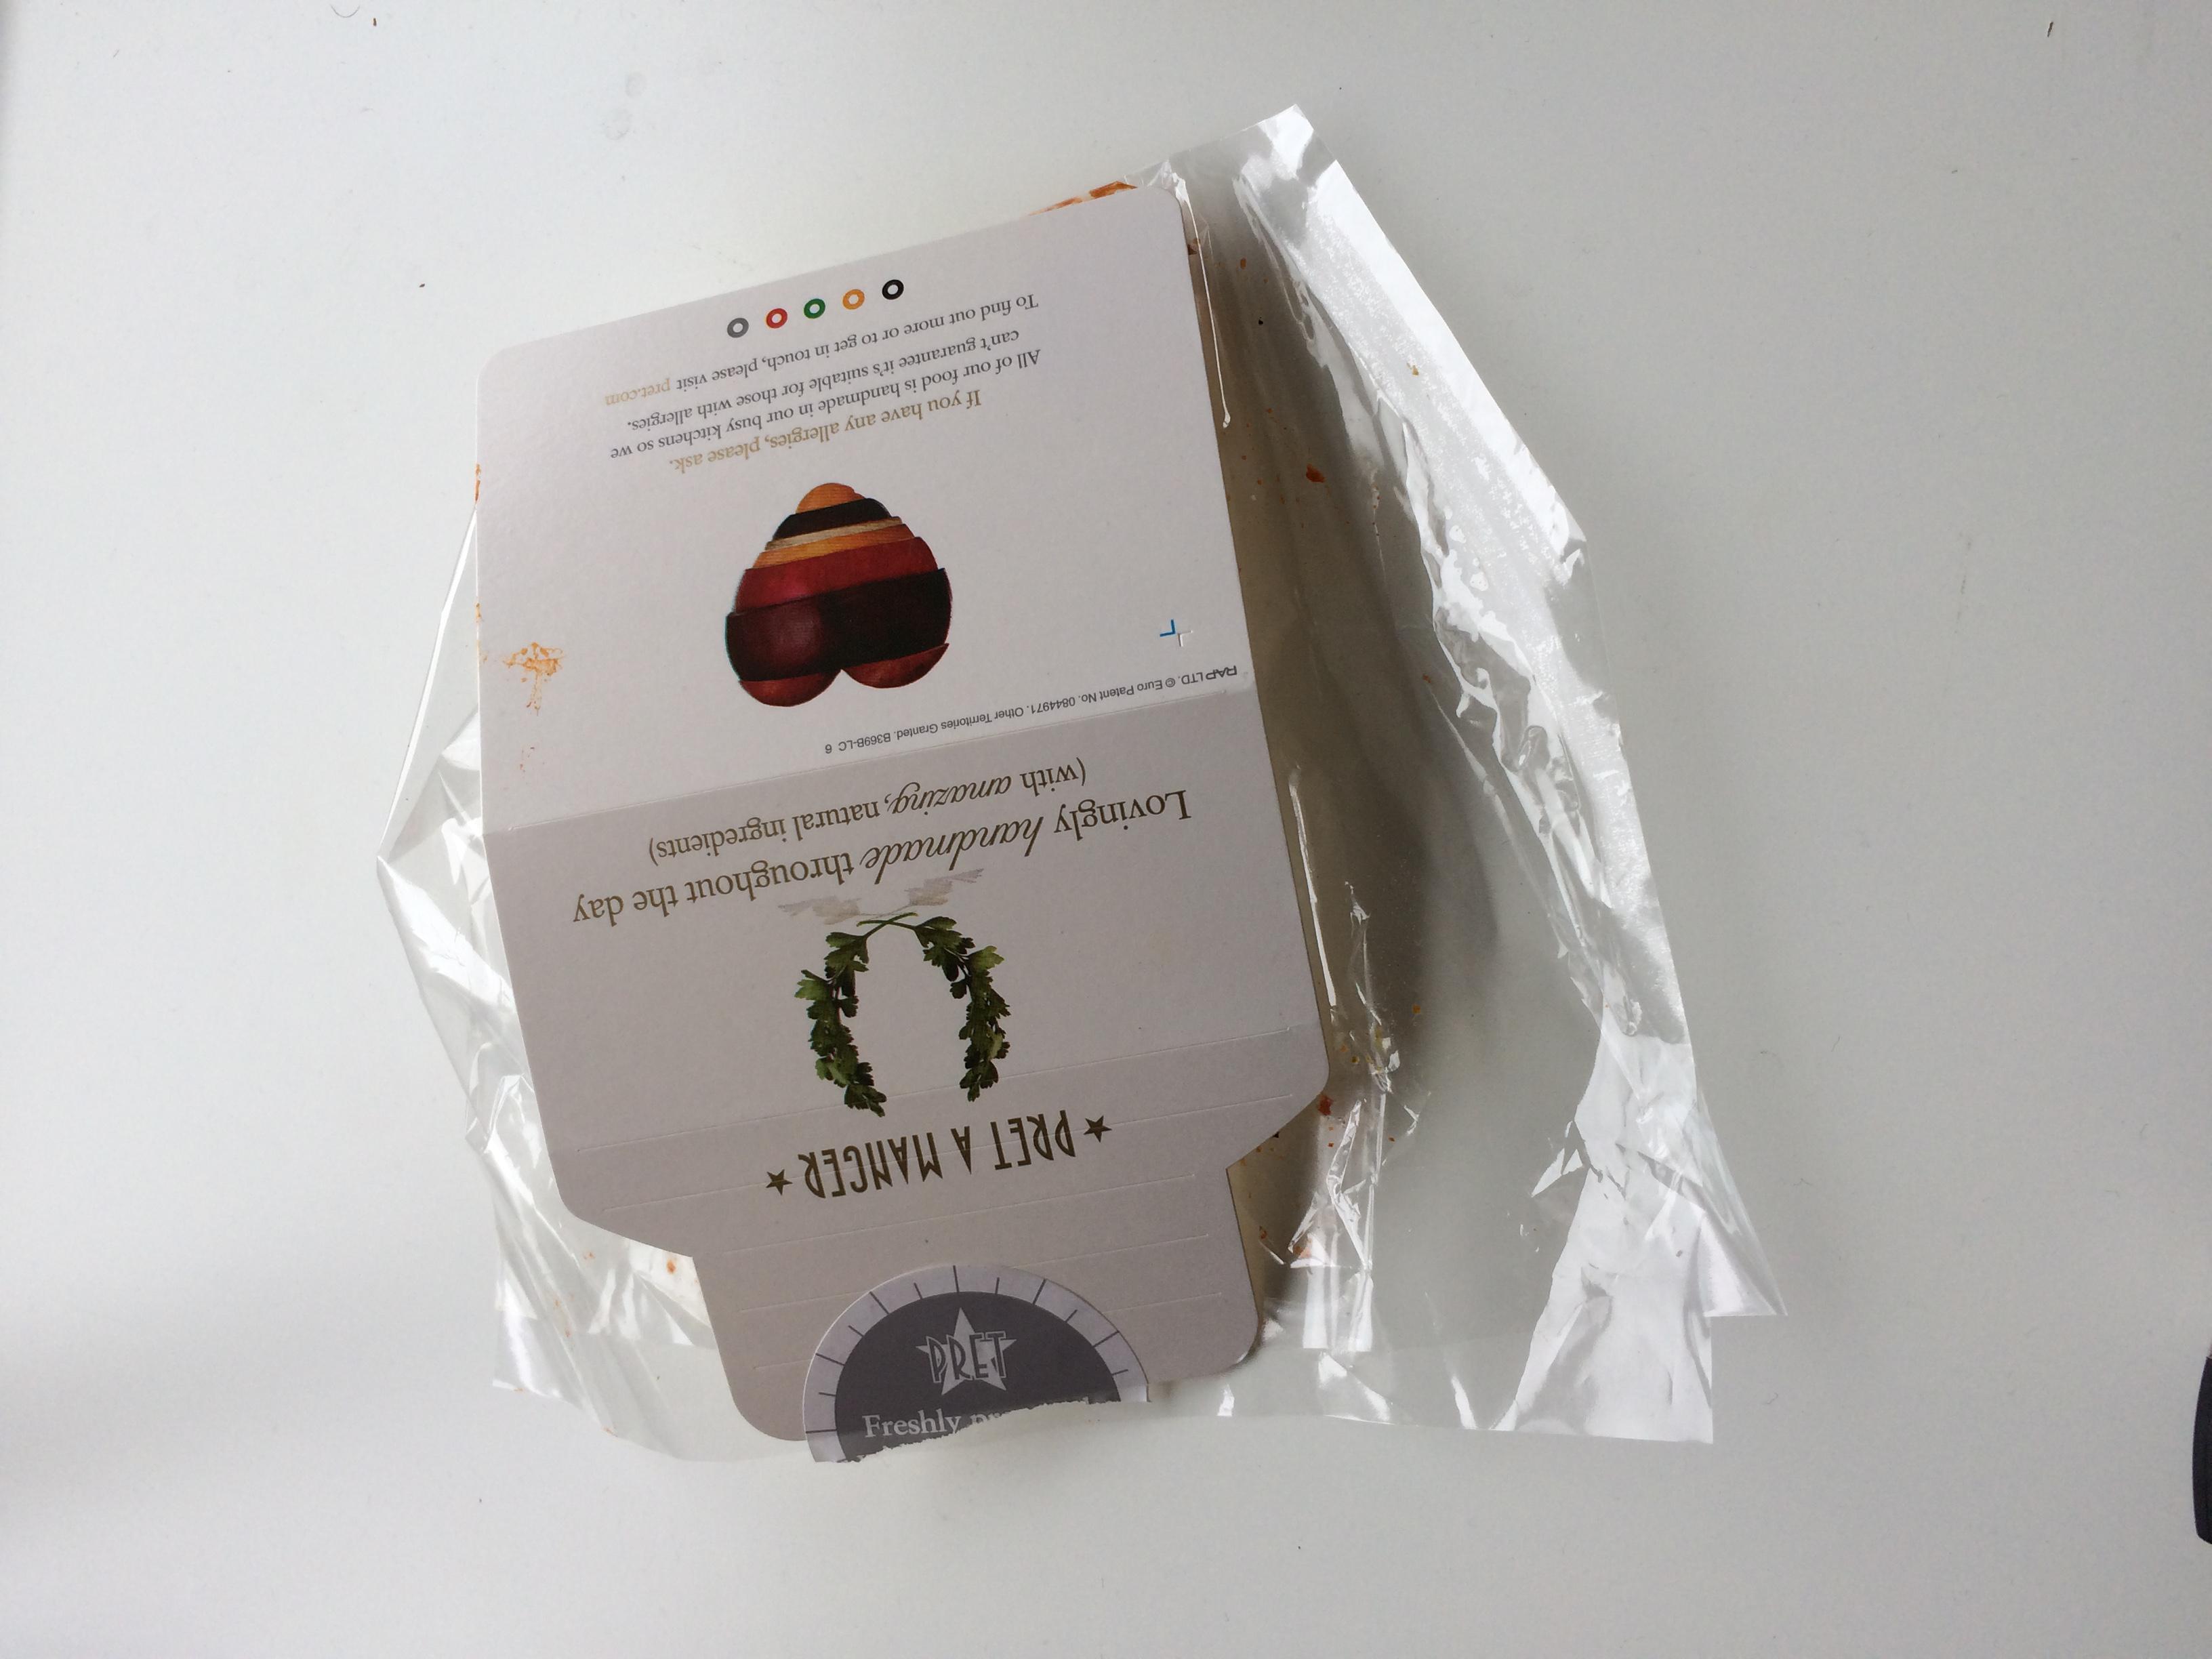 Freshly
PRET
PRET A MANGER
Lovingly handmade throughout the day
(with amazing, natural ingredients)
RAP LTD. © Euro Patent No. 0844971. Other Territories Granted. B369B-LC 6
If you have any allergies, please ask.
All of our food is handmade in our busy kitchens so we
can't guarantee it's suitable for those with allergies.
To find out more or to get in touch, please visit pret.com